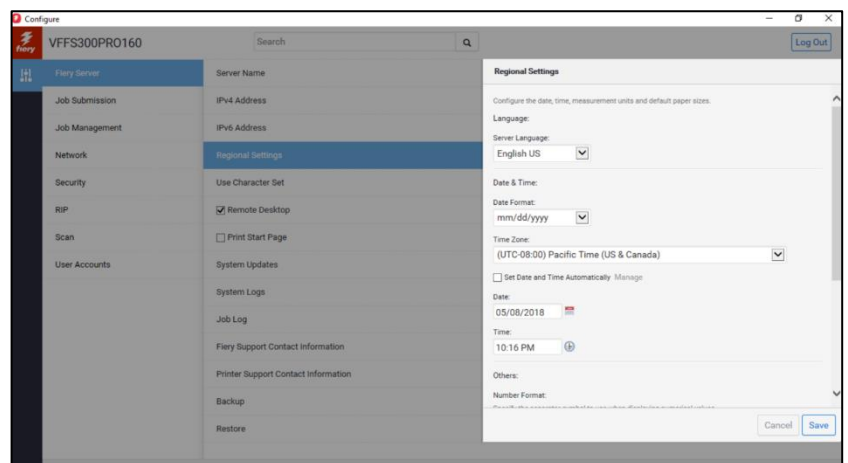 Configure
fiery
VFFS300PRO160
Search
Log Out
Fiery Server
Job Submission
Job Management
Network
Security
RIP
Scan
User Accounts
Server Name
IPv4 Address
IPv6 Address
Regional Settings
Use Character Set
Remote Desktop
Print Start Page
System Updates
System Logs
Job Log
Fiery Support Contact Information
Printer Support Contact Information
Backup
Restore
Regional Settings
Configure the date, time, measurement units and default paper sizes.
Language:
Server Language:
English US
Date & Time:
Date Format:
mm/dd/yyyy
Time Zone:
(UTC-08:00) Pacific Time (US & Canada)
Set Date and Time Automatically Manage
Date:
05/08/2018
Time:
10:16 PM
Others:
Number Format:
Cancel Save